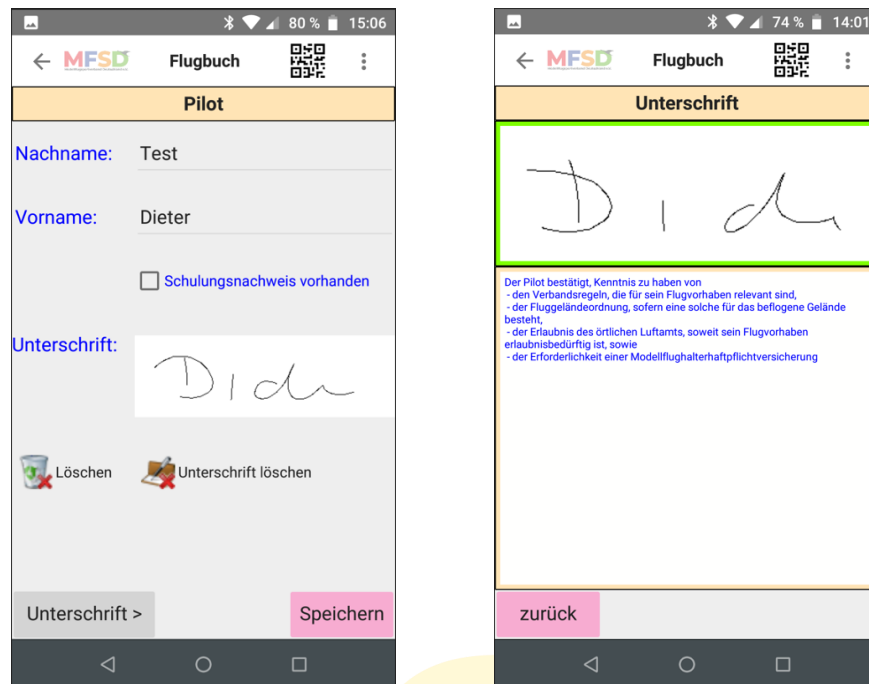 80 % 15:06
MFSD Flugbuch
Pilot
Nachname: Test
Vorname: Dieter
Schulungsnachweis vorhanden
Unterschrift:
Löschen Unterschrift löschen
Unterschrift > Speichern
74 % 14:01
MFSD Flugbuch
Unterschrift
Der Pilot bestätigt, Kenntnis zu haben von
- den Verbandsregeln, die für sein Flugvorhaben relevant sind,
- der Fluggeländeordnung, sofern eine solche für das beflogene Gelände
besteht,
- der Erlaubnis des örtlichen Luftamts, soweit sein Flugvorhaben
erlaubnisbedürftig ist, sowie
- der Erforderlichkeit einer Modellflughalterhaftpflichtversicherung
zurück